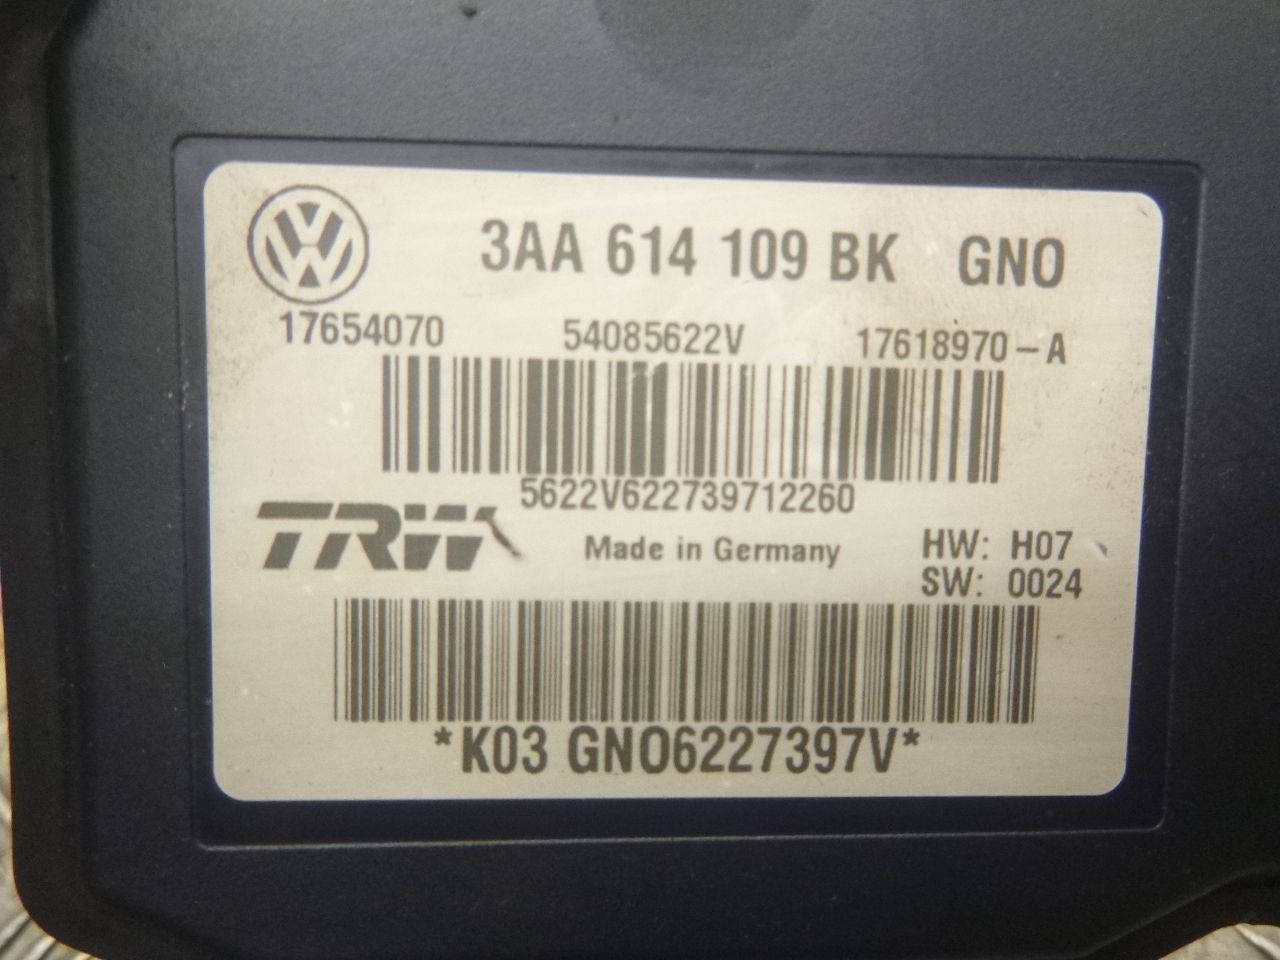 3AA 614 109 BK GNO
17654070 54085622V 17618970-A
5622V622739712260
TRW Made in Germany HW: H07
SW: 0024
*K03 GNO6227397V*